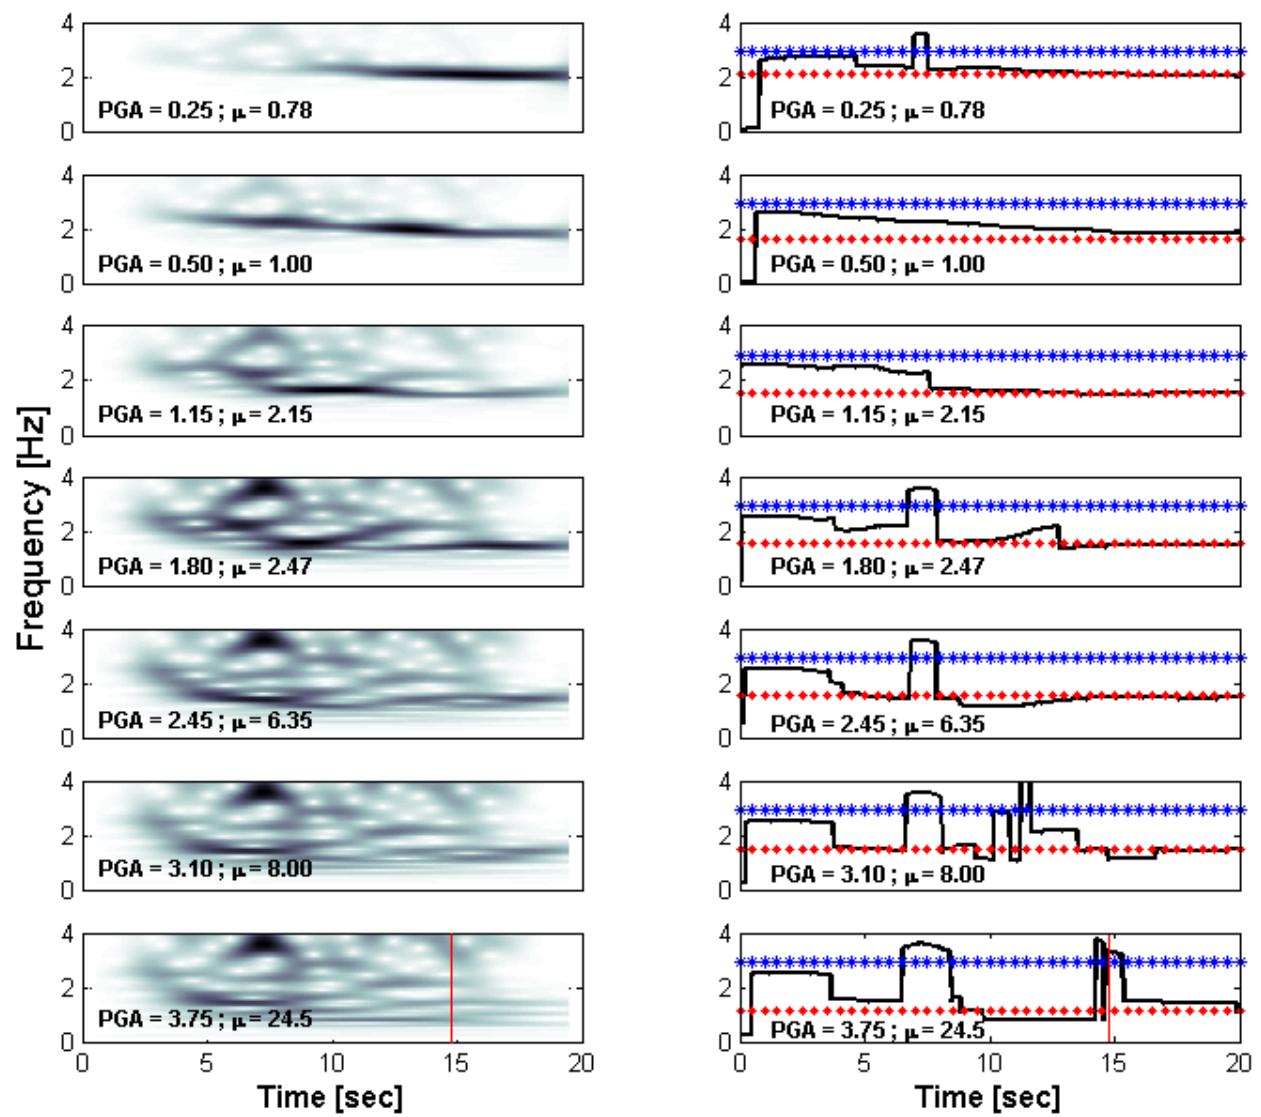 4
2
0
PGA = 0.25 ; μ = 0.78
4
2
0
PGA = 0.25 ; μ = 0.78
4
2
0
PGA = 0.50 ; μ = 1.00
4
2
0
PGA = 0.50 ; μ = 1.00
4
2
0
PGA = 1.15 ; μ = 2.15
4
2
0
PGA = 1.15 ; μ = 2.15
Frequency [Hz]
4
2
0
PGA = 1.80 ; μ = 2.47
4
2
0
PGA = 1.80 ; μ = 2.47
4
2
0
PGA = 2.45 ; μ = 6.35
4
2
0
PGA = 2.45 ; μ = 6.35
4
2
0
PGA = 3.10 ; μ = 8.00
4
2
0
PGA = 3.10 ; μ = 8.00
4
2
0
PGA = 3.75 ; μ = 24.5
4
2
0
PGA = 3.75 ; μ = 24.5
0 5 10 15 20
0 5 10 15 20
Time [sec]
Time [sec]